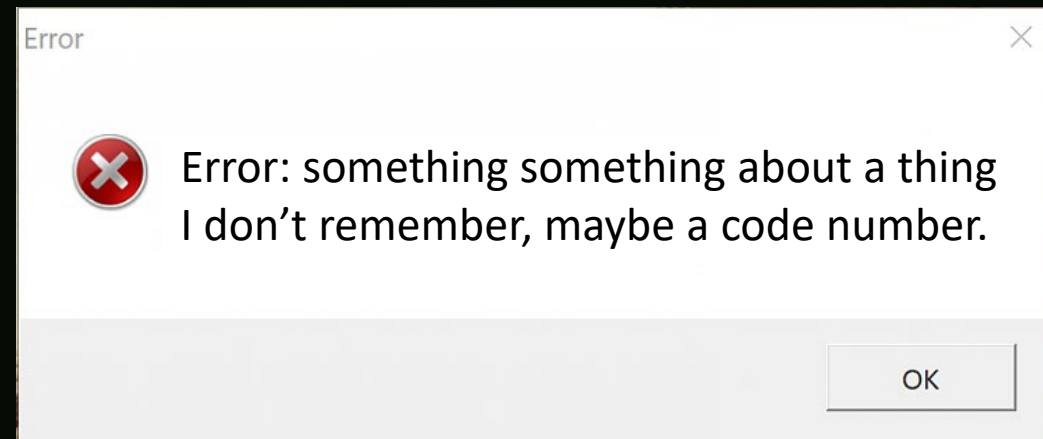 Error
Error: something something about a thing
I don’t remember, maybe a code number.
OK